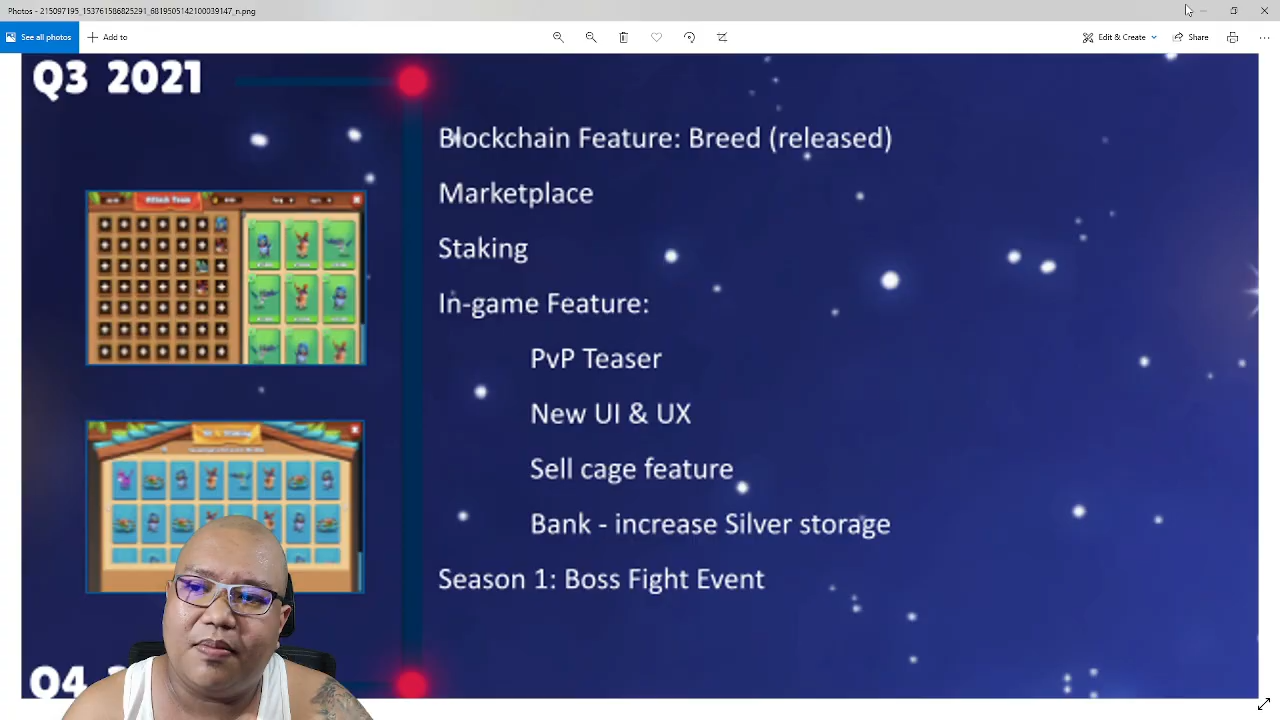 Photos - 215097195_153761586825291_6819505142100039147_n.png
See all photos
Add to
Edit & Create
Share
Q3 2021
Blockchain Feature: Breed (released)
Marketplace
Staking
In-game Feature:
PvP Teaser
New UI & UX
Sell cage feature
Bank - increase Silver storage
Season 1: Boss Fight Event
Attack Team
Q4